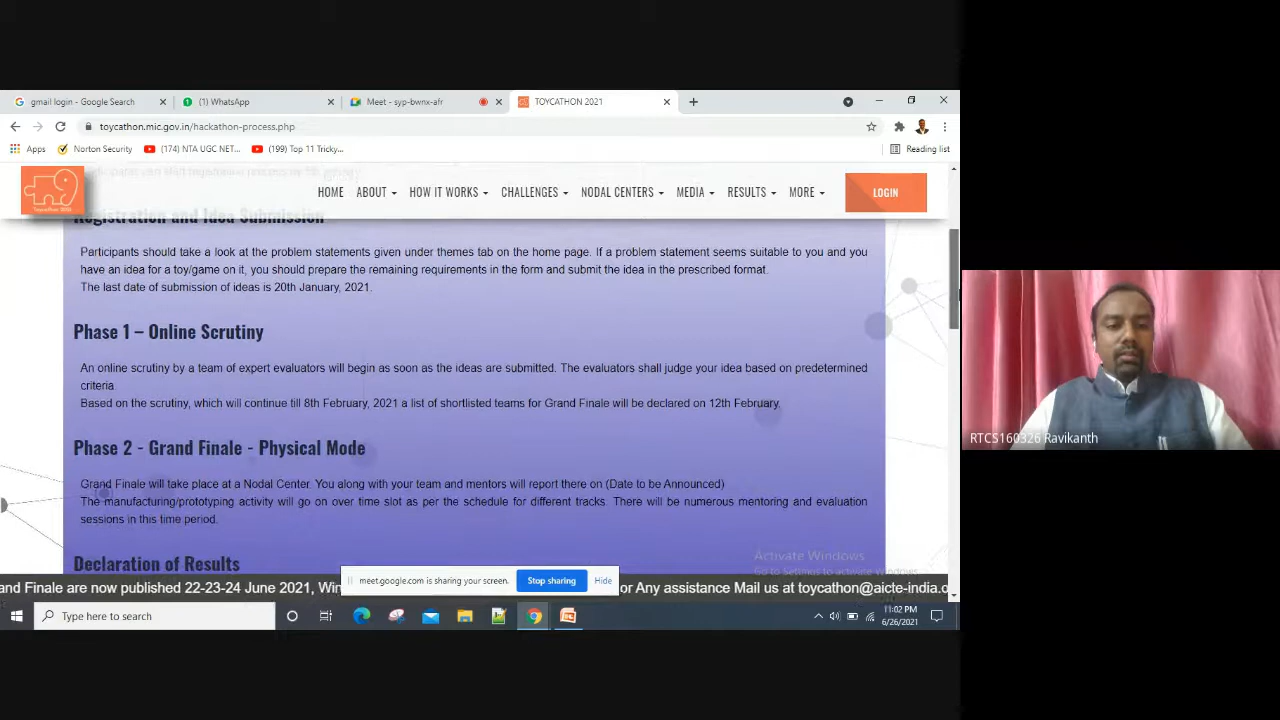 gmail login - Google Search
(1) WhatsApp
Meet - syp-bwnx-afr
TOYCATHON 2021
toycathon.mic.gov.in/hackathon-process.php
Apps
Norton Security
(174) NTA UGC NET...
(199) Top 11 Tricky...
Reading list
HOME
ABOUT
HOW IT WORKS
CHALLENGES
NODAL CENTERS
MEDIA
RESULTS
MORE
LOGIN
Registration and Idea Submission
Participants should take a look at the problem statements given under themes tab on the home page. If a problem statement seems suitable to you and you
have an idea for a toy/game on it, you should prepare the remaining requirements in the form and submit the idea in the prescribed format.
The last date of submission of ideas is 20th January, 2021.
Phase 1 – Online Scrutiny
An online scrutiny by a team of expert evaluators will begin as soon as the ideas are submitted. The evaluators shall judge your idea based on predetermined
criteria.
Based on the scrutiny, which will continue till 8th February, 2021 a list of shortlisted teams for Grand Finale will be declared on 12th February.
Phase 2 - Grand Finale - Physical Mode
Grand Finale will take place at a Nodal Center. You along with your team and mentors will report there on (Date to be Announced)
The manufacturing/prototyping activity will go on over time slot as per the schedule for different tracks. There will be numerous mentoring and evaluation
sessions in this time period.
Declaration of Results
Activate Windows
Go to Settings to activate Windows.
meet.google.com is sharing your screen.
Stop sharing
Hide
and Finale are now published 22-23-24 June 2021, Win
or Any assistance Mail us at toycathon@aicte-india.o
Type here to search
11:02 PM
6/26/2021
RTCS160326 Ravikanth